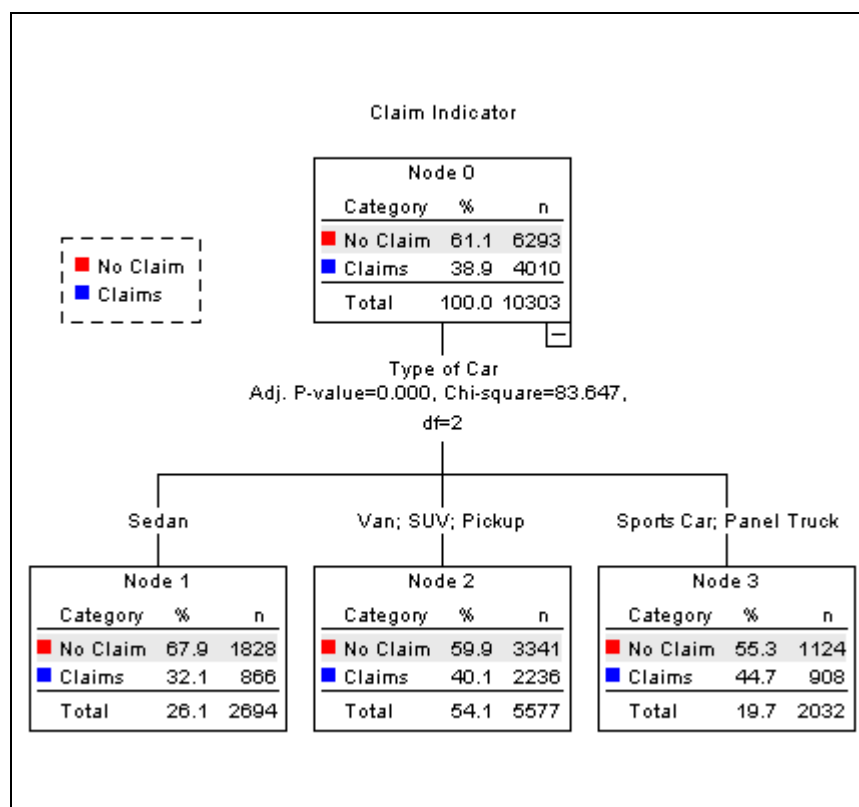 Claim Indicator
Node 0
Category % n
No Claim 61.1 6293
Claims 38.9 4010
Total 100.0 10303
No Claim
Claims
Type of Car
Adj. P-value=0.000, Chi-square=83.647,
df=2
Sedan
Van; SUV; Pickup
Sports Car; Panel Truck
Node 1
Category % n
No Claim 67.9 1828
Claims 32.1 866
Total 26.1 2694
Node 2
Category % n
No Claim 59.9 3341
Claims 40.1 2236
Total 54.1 5577
Node 3
Category % n
No Claim 55.3 1124
Claims 44.7 908
Total 19.7 2032